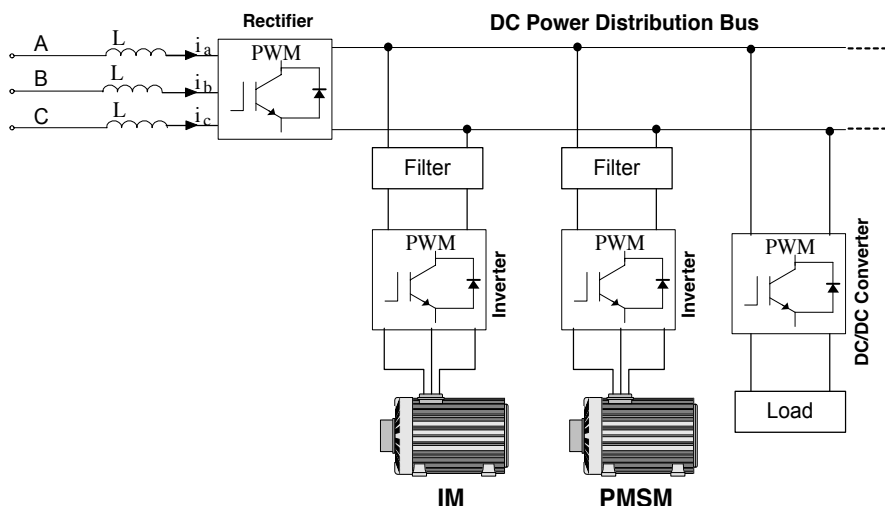 Rectifier
DC Power Distribution Bus
A
L
i a
PWM
B
L
i b
C
L
i c
Filter
Filter
PWM
Inverter
PWM
Inverter
PWM
DC/DC Converter
Load
IM
PMSM